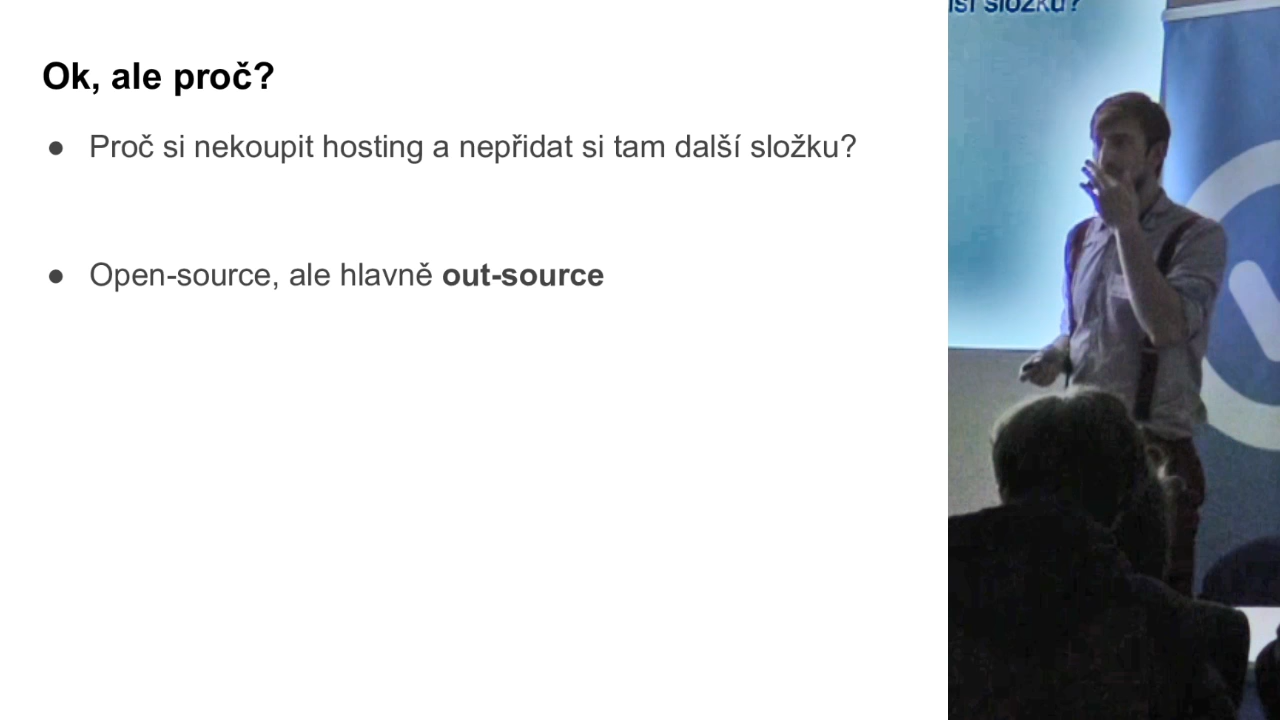 Ok, ale proč?
● Proč si nekoupit hosting a nepřidat si tam další složku?
● Open-source, ale hlavně out-source
složku?